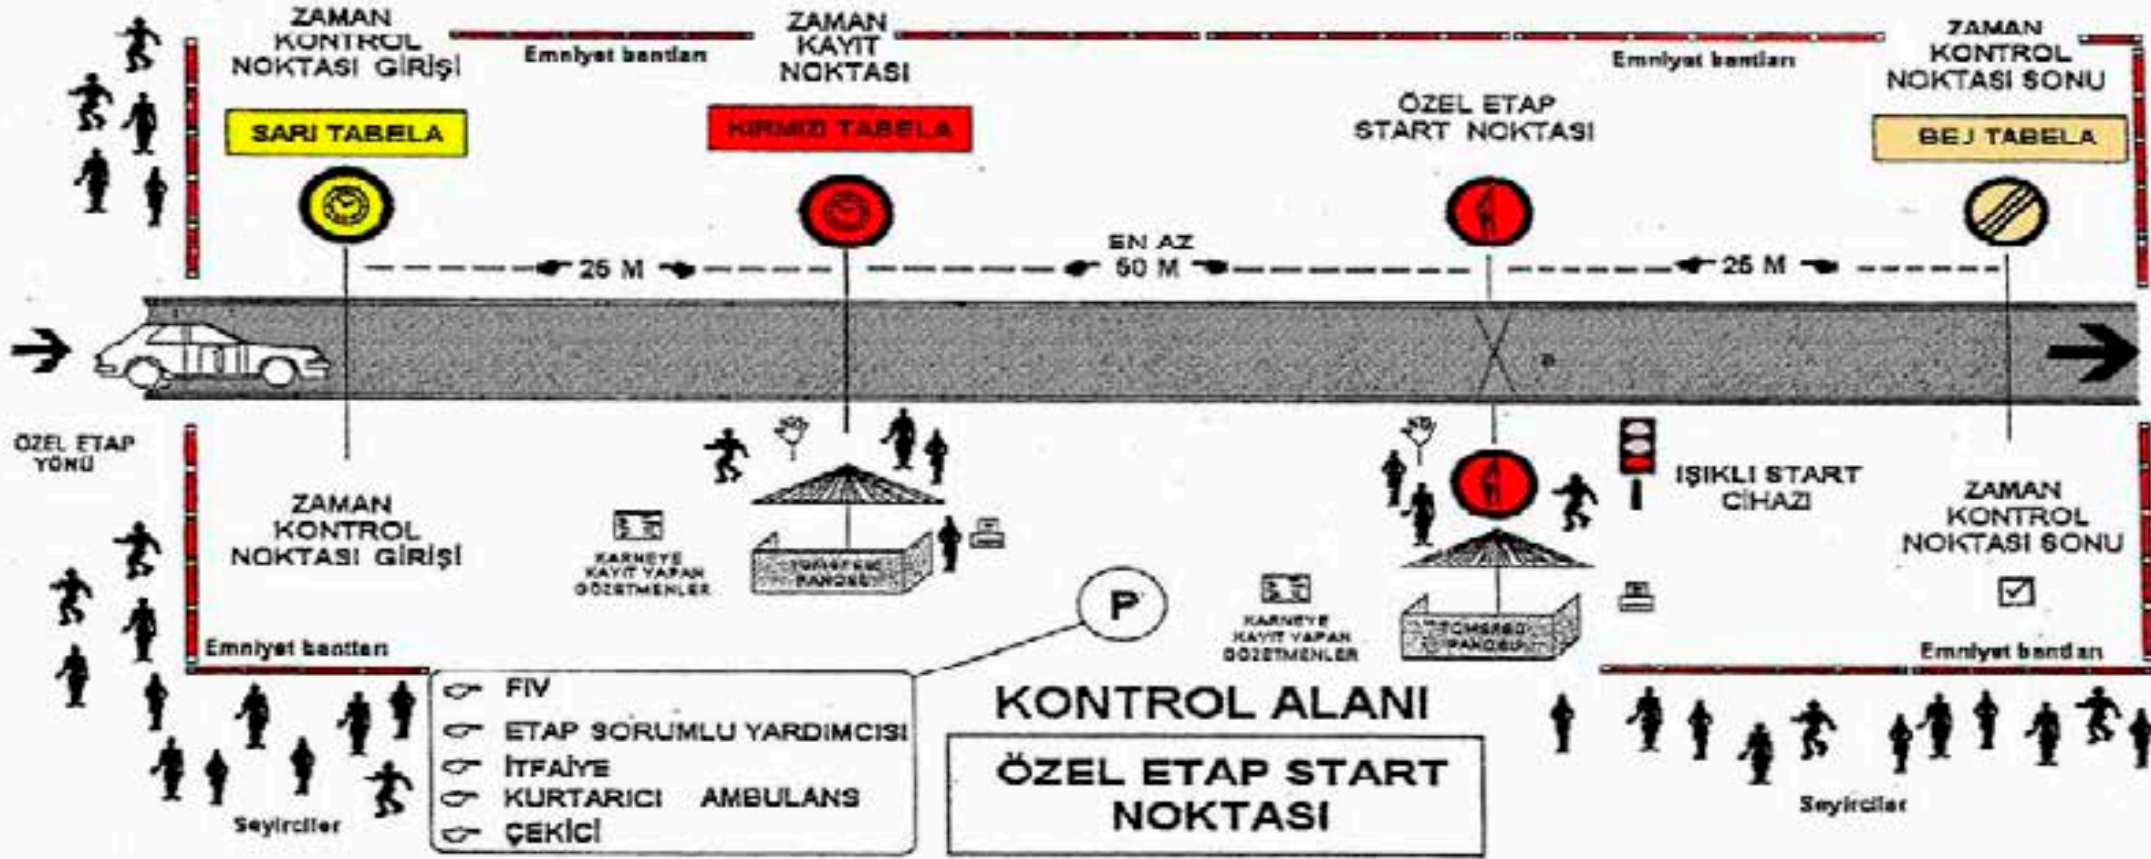 ZAMAN
KONTROL
NOKTASI GİRİŞİ
SARI TABELA
Emniyet bantları
ZAMAN
KAYIT
NOKTASI
KIRMIZI TABELA
Emniyet bantları
ÖZEL ETAP
START NOKTASI
ZAMAN
KONTROL
NOKTASI SONU
BEJ TABELA
25 M
EN AZ
50 M
25 M
ÖZEL ETAP
YÖNÜ
ZAMAN
KONTROL
NOKTASI GİRİŞİ
KARNEYE
KAYIT YAPAN
GÖZETMENLER
PANOSU
P
KARNEYE
KAYIT YAPAN
GÖZETMENLER
PANOSU
IŞIKLI START
CİHAZI
ZAMAN
KONTROL
NOKTASI SONU
Emniyet bantları
Emniyet bantları
FIV
ETAP SORUMLU YARDIMCISI
İTFAİYE
KURTARICI AMBULANS
ÇEKİCİ
KONTROL ALANI
ÖZEL ETAP START
NOKTASI
Seyirciler
Seyirciler